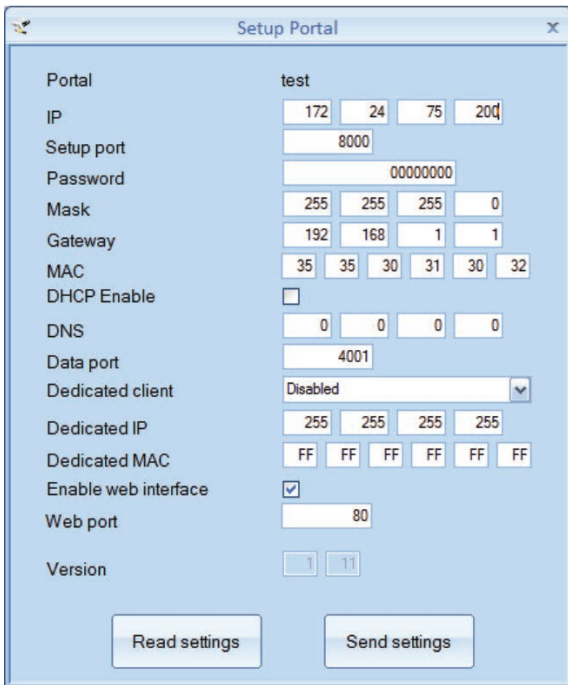 Setup Portal x
Portal test
IP 172 24 75 200
Setup port 8000
Password 00000000
Mask 255 255 255 0
Gateway 192 168 1 1
MAC 35 35 30 31 30 32
DHCP Enable
DNS 0 0 0 0
Data port 4001
Dedicated client Disabled
Dedicated IP 255 255 255 255
Dedicated MAC FF FF FF FF FF FF
Enable web interface
Web port 80
Version 1 11
Read settings Send settings